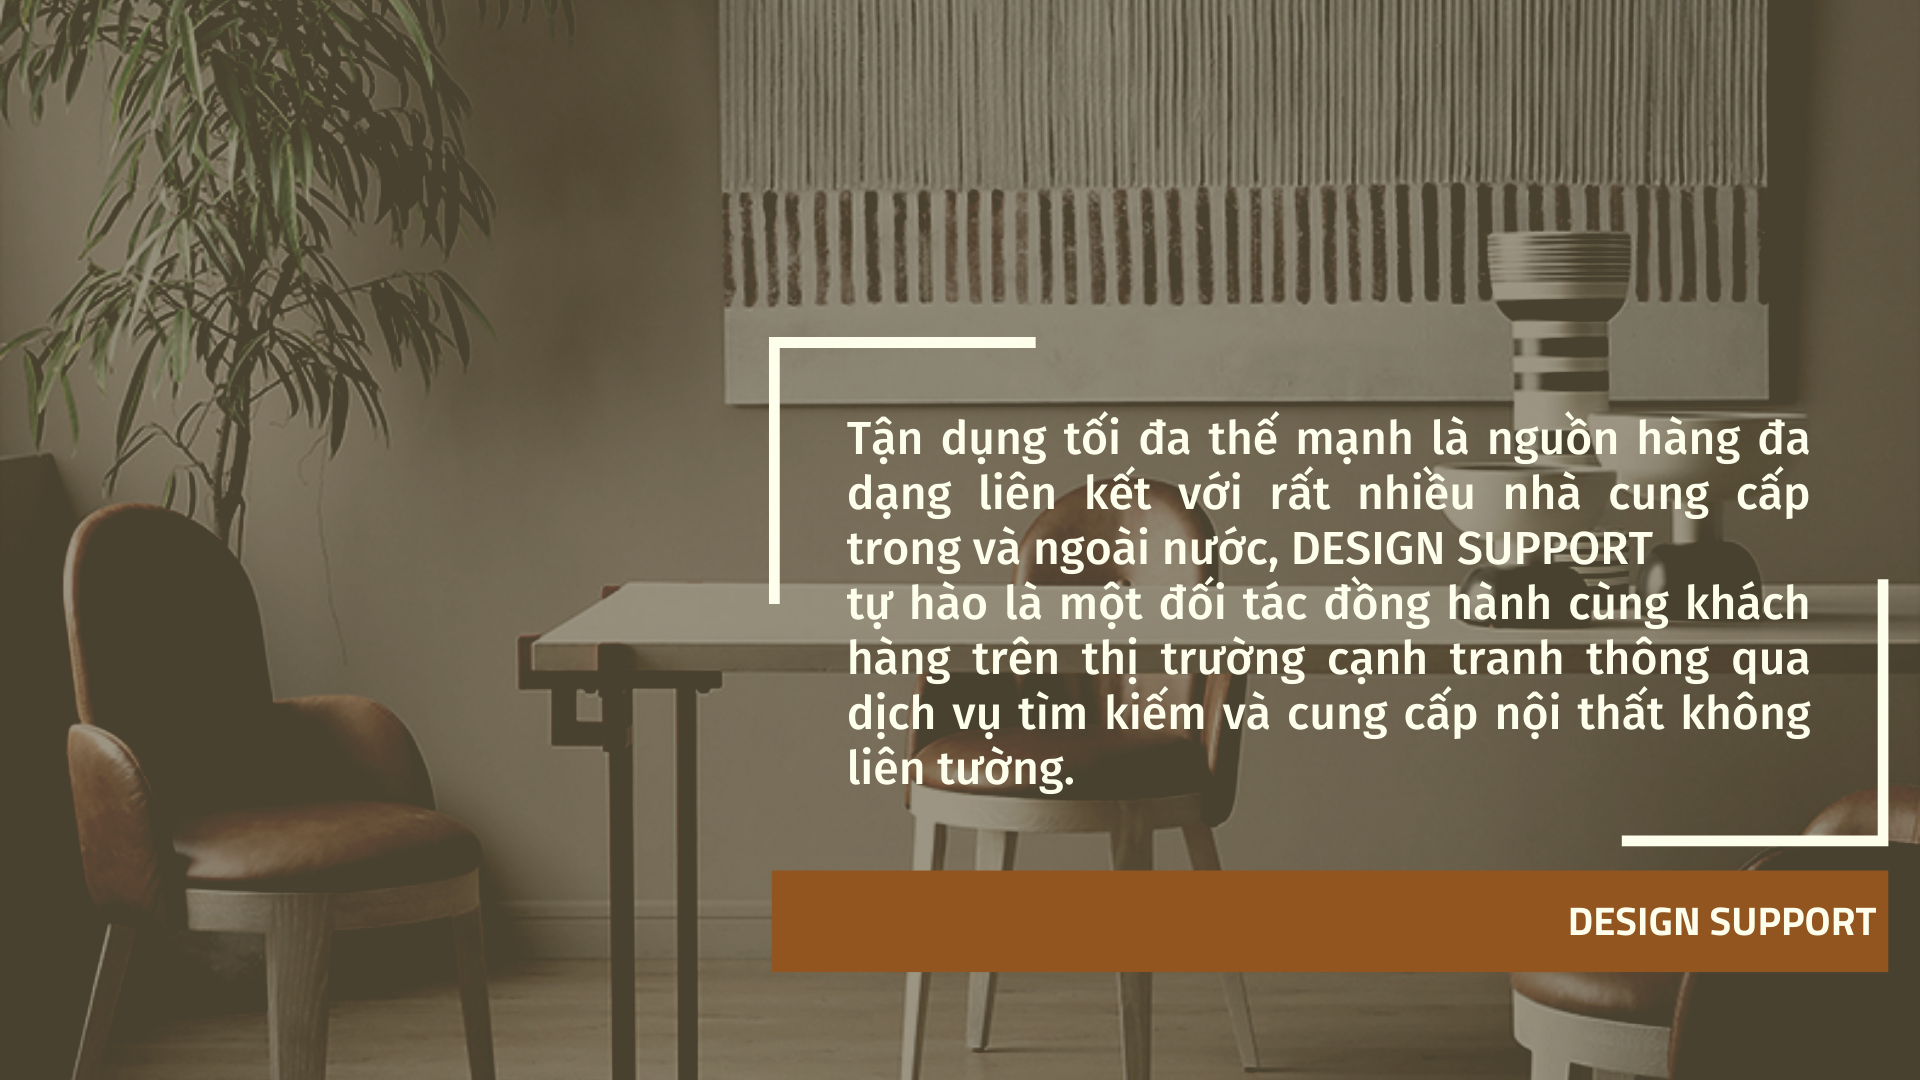 Tận dụng tối đa thế mạnh là nguồn hàng đa
dạng liên kết với rất nhiều nhà cung cấp
trong và ngoài nước, DESIGN SUPPORT
tự hào là một đối tác đồng hành cùng khách
hàng trên thị trường cạnh tranh thông qua
dịch vụ tìm kiếm và cung cấp nội thất không
liên tường.
DESIGN SUPPORT